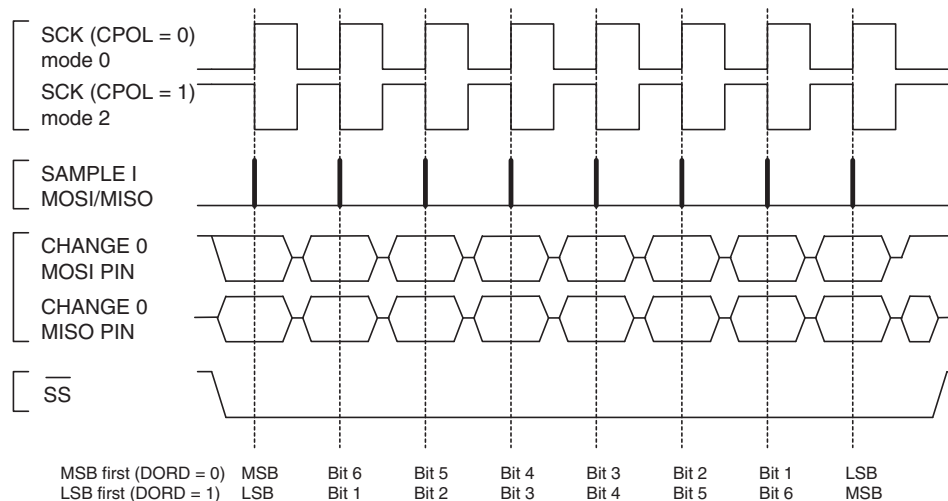 SCK (CPOL = 0)
mode 0
SCK (CPOL = 1)
mode 2
SAMPLE I
MOSI/MISO
CHANGE 0
MOSI PIN
CHANGE 0
MISO PIN
SS
MSB first (DORD = 0) MSB Bit 6 Bit 5 Bit 4 Bit 3 Bit 2 Bit 1 LSB
LSB first (DORD = 1) LSB Bit 1 Bit 2 Bit 3 Bit 4 Bit 5 Bit 6 MSB